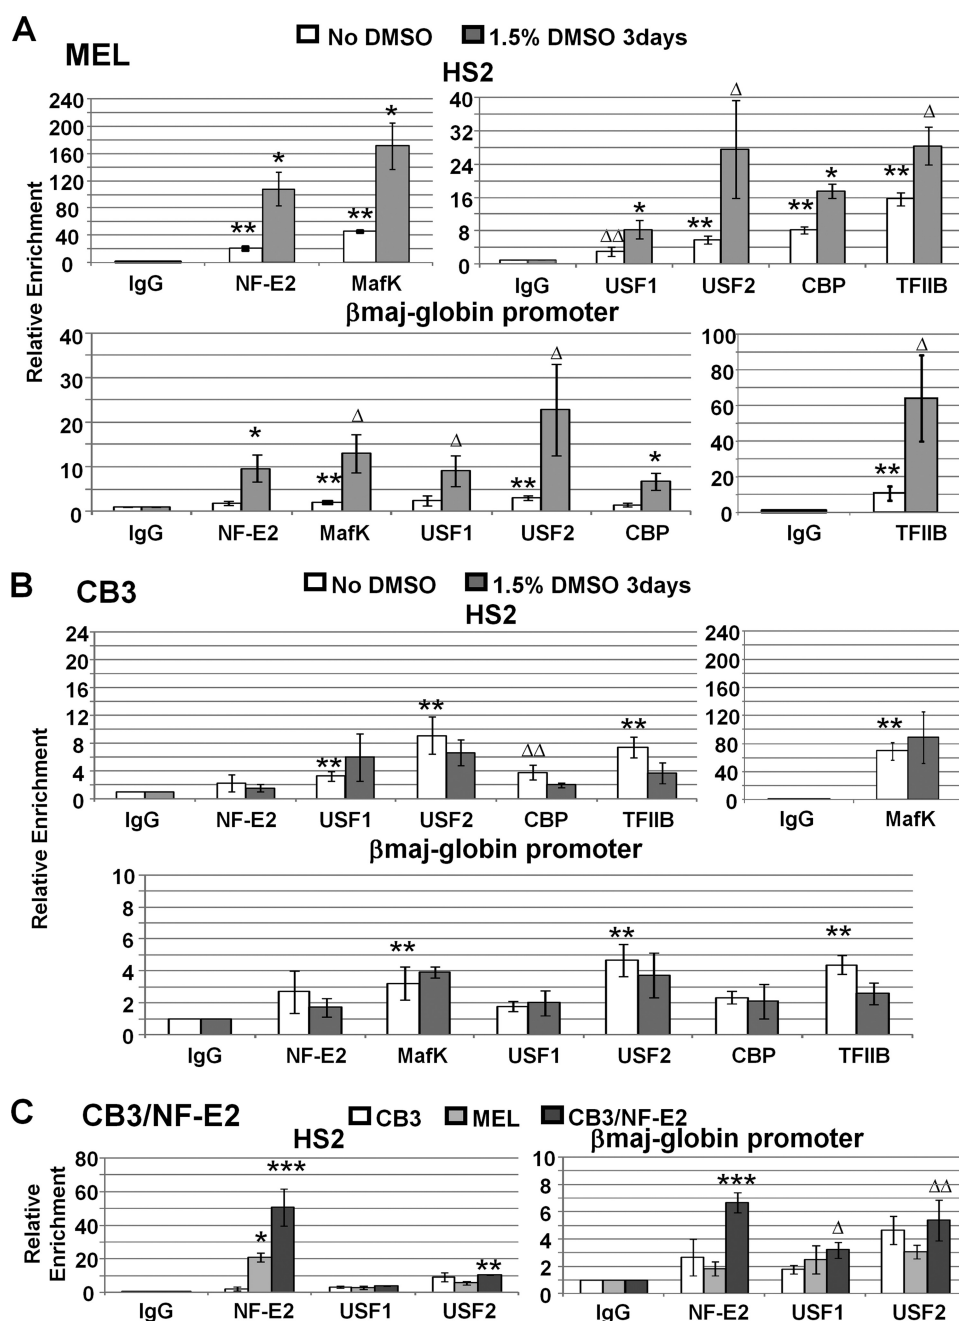 A
No DMSO 1.5% DMSO 3days
MEL
HS2
240
200
160
120
80
40
0
** * ** *
IgG NF-E2 MafK
40
32
24
16
8
0
ΔΔ * ** Δ ** * ** Δ
IgG USF1 USF2 CBP TFIIB
Relative Enrichment
βmaj-globin promoter
40
30
20
10
0
* ** Δ Δ ** Δ *
IgG NF-E2 MafK USF1 USF2 CBP
100
80
60
40
20
0
** Δ
IgG TFIIB
B
No DMSO 1.5% DMSO 3days
CB3
HS2
24
20
16
12
8
4
0
** ** ΔΔ **
IgG NF-E2 USF1 USF2 CBP TFIIB
240
200
160
120
80
40
0
**
IgG MafK
Relative Enrichment
βmaj-globin promoter
10
8
6
4
2
0
** ** **
IgG NF-E2 MafK USF1 USF2 CBP TFIIB
C
CB3/NF-E2
CB3 MEL CB3/NF-E2
HS2
βmaj-globin promoter
Relative
Enrichment
80
60
40
20
0
* *** **
IgG NF-E2 USF1 USF2
10
8
6
4
2
0
*** Δ ΔΔ
IgG NF-E2 USF1 USF2